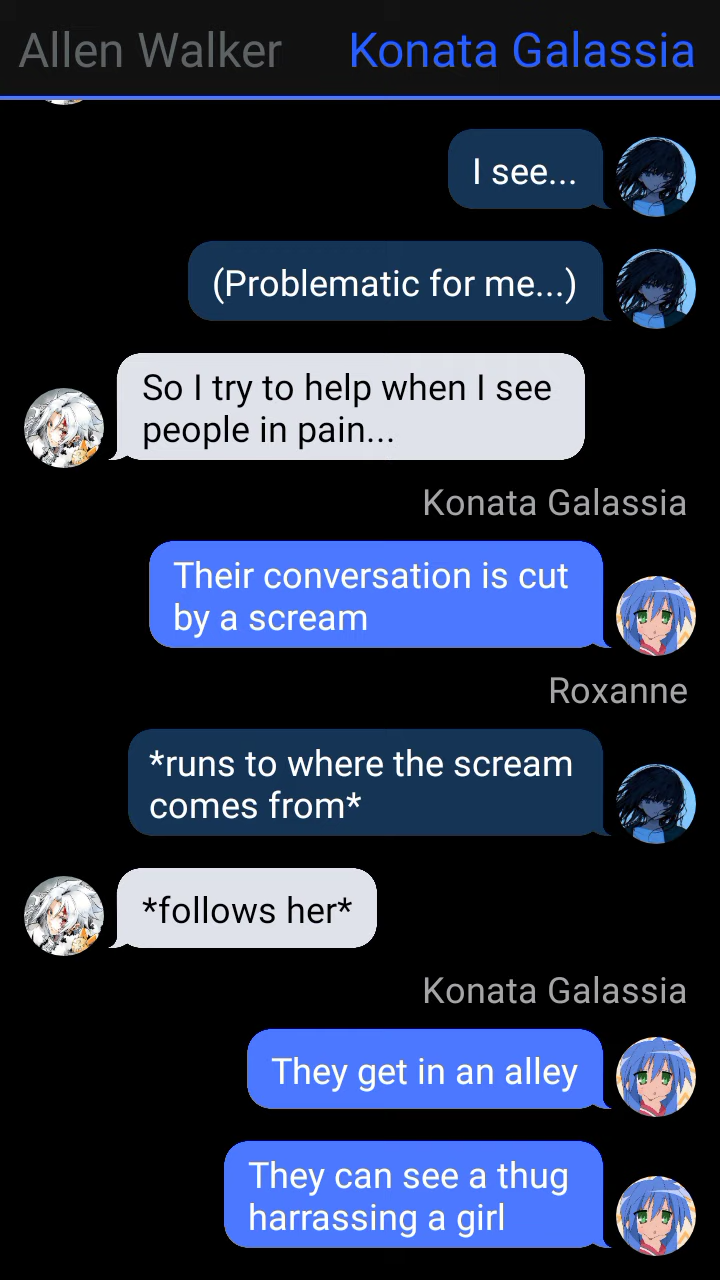 Allen Walker Konata Galassia
I see...
(Problematic for me...)
So I try to help when I see
people in pain...
Konata Galassia
Their conversation is cut
by a scream
Roxanne
*runs to where the scream
comes from*
*follows her*
Konata Galassia
They get in an alley
They can see a thug
harrassing a girl